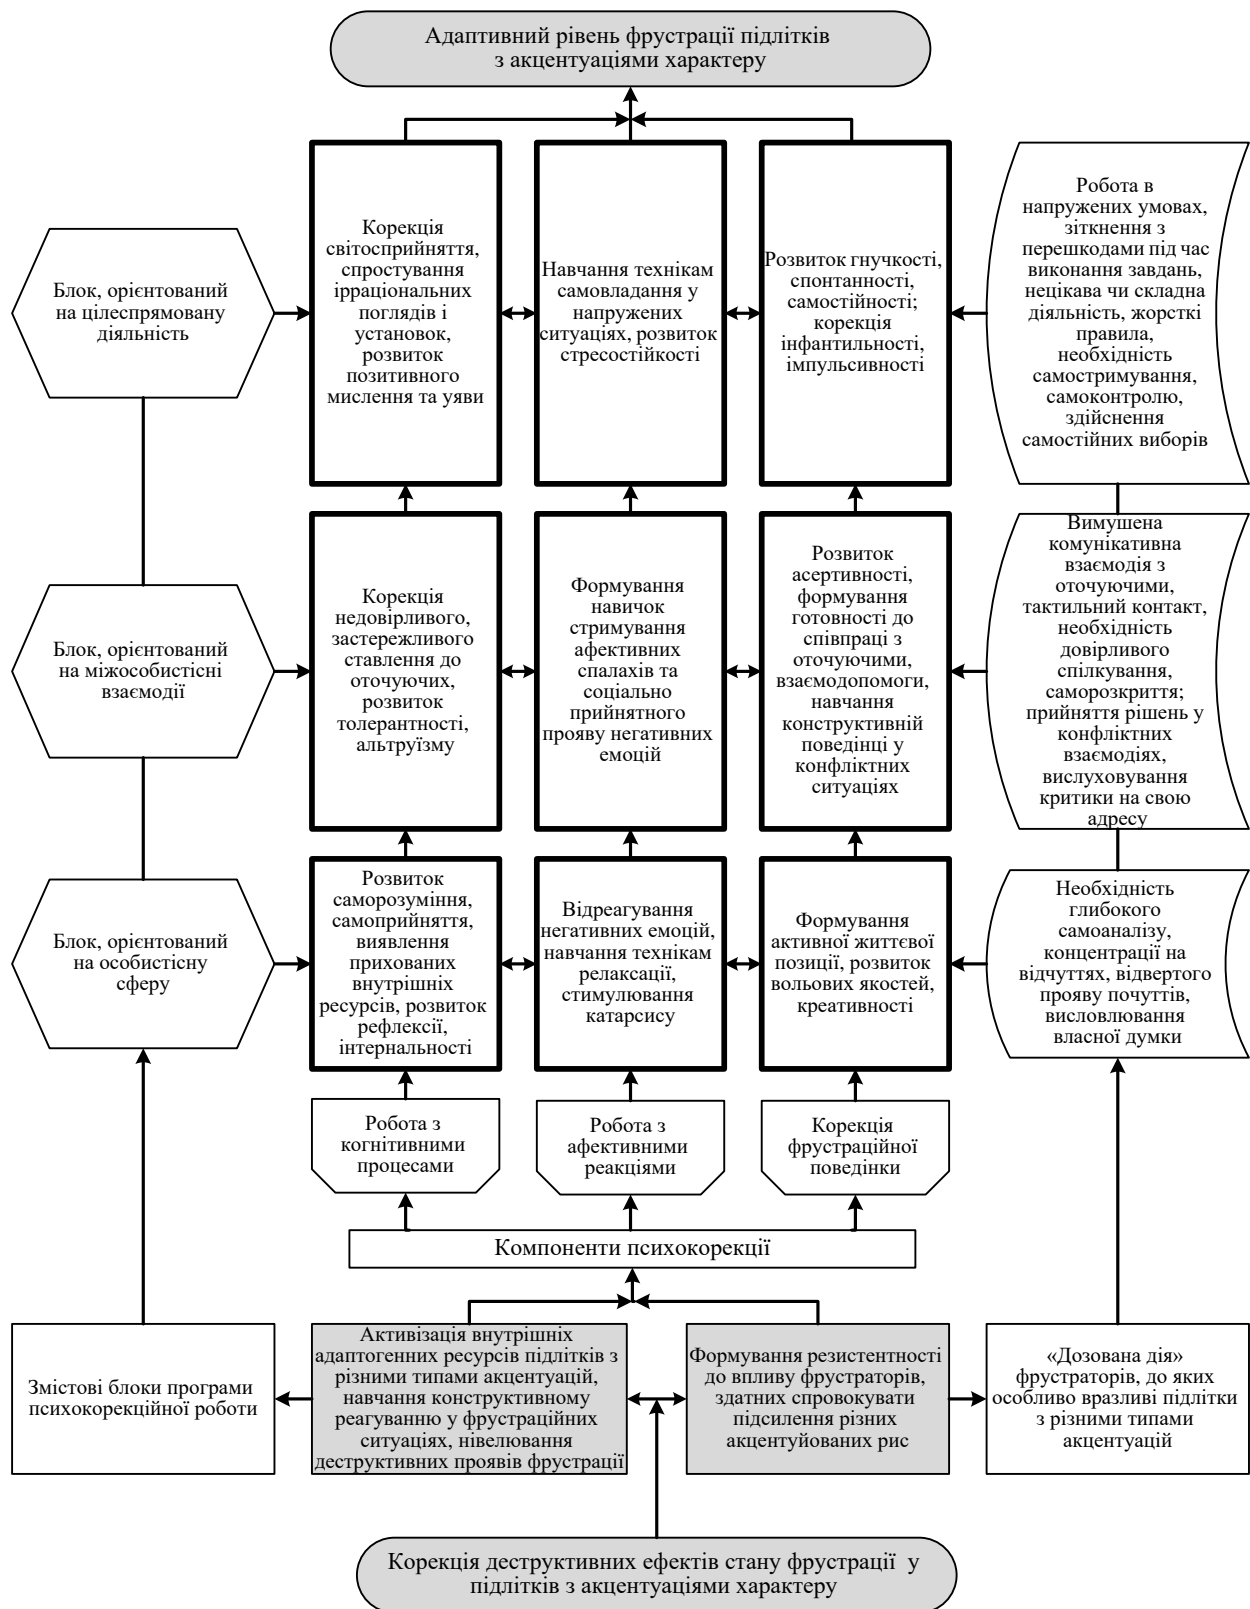 Адаптивний рівень фрустрації підлітків
з акцентуаціями характеру
Блок, орієнтований
на цілеспрямовану
діяльність
Корекція
світосприйняття,
спростування
ірраціональних
поглядів і
установок,
розвиток
позитивного
мислення та уяви
Навчання технікам
самовладання у
напружених
ситуаціях, розвиток
стресостійкості
Розвиток гнучкості,
спонтанності,
самостійності;
корекція
інфантильності,
імпульсивності
Робота в
напружених умовах,
зіткнення з
перешкодами під час
виконання завдань,
нецікава чи складна
діяльність, жорсткі
правила,
необхідність
самостримування,
самоконтролю,
здійснення
самостійних виборів
Блок, орієнтований
на міжособистісні
взаємодії
Корекція
недовірливого,
застережливого
ставлення до
оточуючих,
розвиток
толерантності,
альтруїзму
Формування
навичок
стримування
афективних
спалахів та
соціально
прийнятного
прояву негативних
емоцій
Розвиток
асертивності,
формування
готовності до
співпраці з
оточуючими,
взаємодопомоги,
навчання
конструктивній
поведінці у
конфліктних
ситуаціях
Вимушена
комунікативна
взаємодія з
оточуючими,
тактильний контакт,
необхідність
довірливого
спілкування,
саморозкриття;
прийняття рішень у
конфліктних
взаємодіях,
вислуховування
критики на свою
адресу
Блок, орієнтований
на особистісну
сферу
Розвиток
саморозуміння,
самоприйняття,
виявлення
прихованих
внутрішніх
ресурсів, розвиток
рефлексії,
інтернальності
Відреагування
негативних емоцій,
навчання технікам
релаксації,
стимулювання
катарсису
Формування
активної життєвої
позиції, розвиток
вольових якостей,
креативності
Необхідність
глибокого
самоаналізу,
концентрації на
відчуттях, відвертого
прояву почуттів,
висловлювання
власної думки
Робота з
когнітивними
процесами
Робота з
афективними
реакціями
Корекція
фрустраційної
поведінки
Компоненти психокорекції
Змістові блоки програми
психокорекційної роботи
Активізація внутрішніх
адаптогенних ресурсів підлітків з
різними типами акцентуацій,
навчання конструктивному
реагуванню у фрустраційних
ситуаціях, нівелювання
деструктивних проявів фрустрації
Формування резистентності
до впливу фрустраторів,
здатних спровокувати
підсилення різних
акцентуйованих рис
«Дозована дія»
фрустраторів, до яких
особливо вразливі підлітки
з різними типами
акцентуацій
Корекція деструктивних ефектів стану фрустрації у
підлітків з акцентуаціями характеру